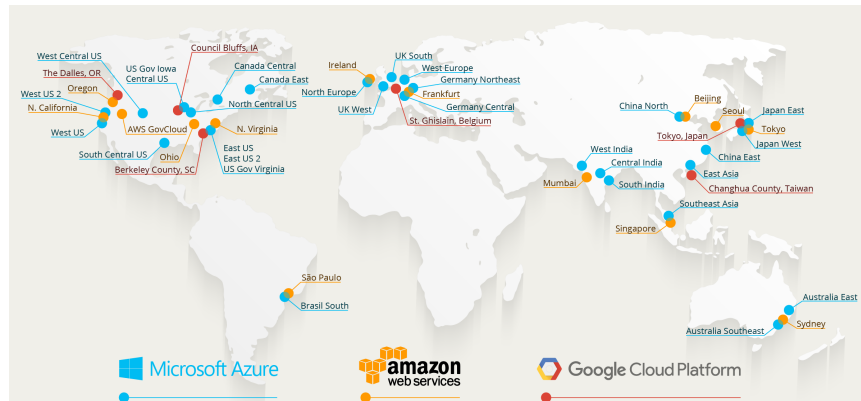 West Central US
The Dalles, OR
Oregon
West US 2
N. California
West US
AWS GovCloud
South Central US
Ohio
Berkeley County, SC
Council Bluffs, IA
US Gov Iowa
Central US
Canada Central
Canada East
North Central US
N. Virginia
East US
East US 2
US Gov Virginia
São Paulo
Brasil South
Ireland
North Europe
UK South
West Europe
Germany Northeast
Frankfurt
Germany Central
UK West
St. Ghislain, Belgium
China North
Beijing
Seoul
Japan East
Tokyo, Japan
Tokyo
Japan West
China East
West India
Central India
Mumbai
South India
East Asia
Changhua County, Taiwan
Southeast Asia
Singapore
Australia East
Sydney
Australia Southeast
Microsoft Azure
amazon
web services
Google Cloud Platform